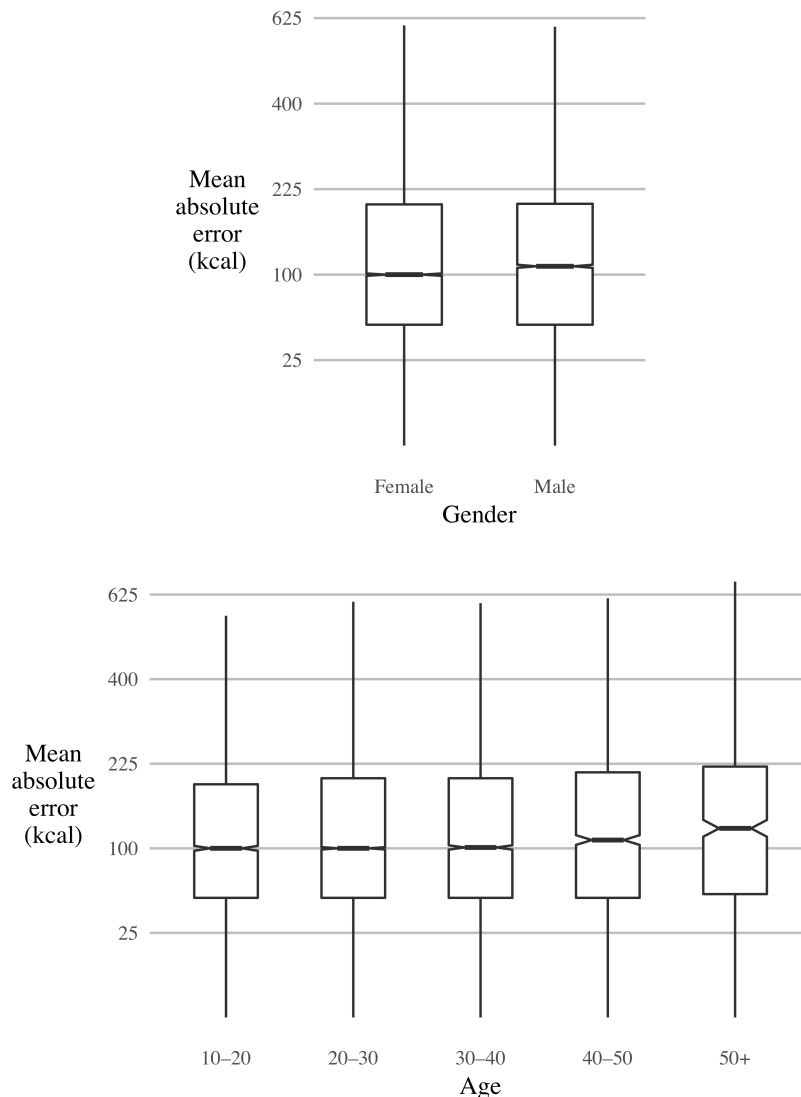 625
400
Mean
absolute
error
(kcal)
225
100
25
Female Male
Gender
625
400
Mean
absolute
error
(kcal)
225
100
25
10–20 20–30 30–40 40–50 50+
Age